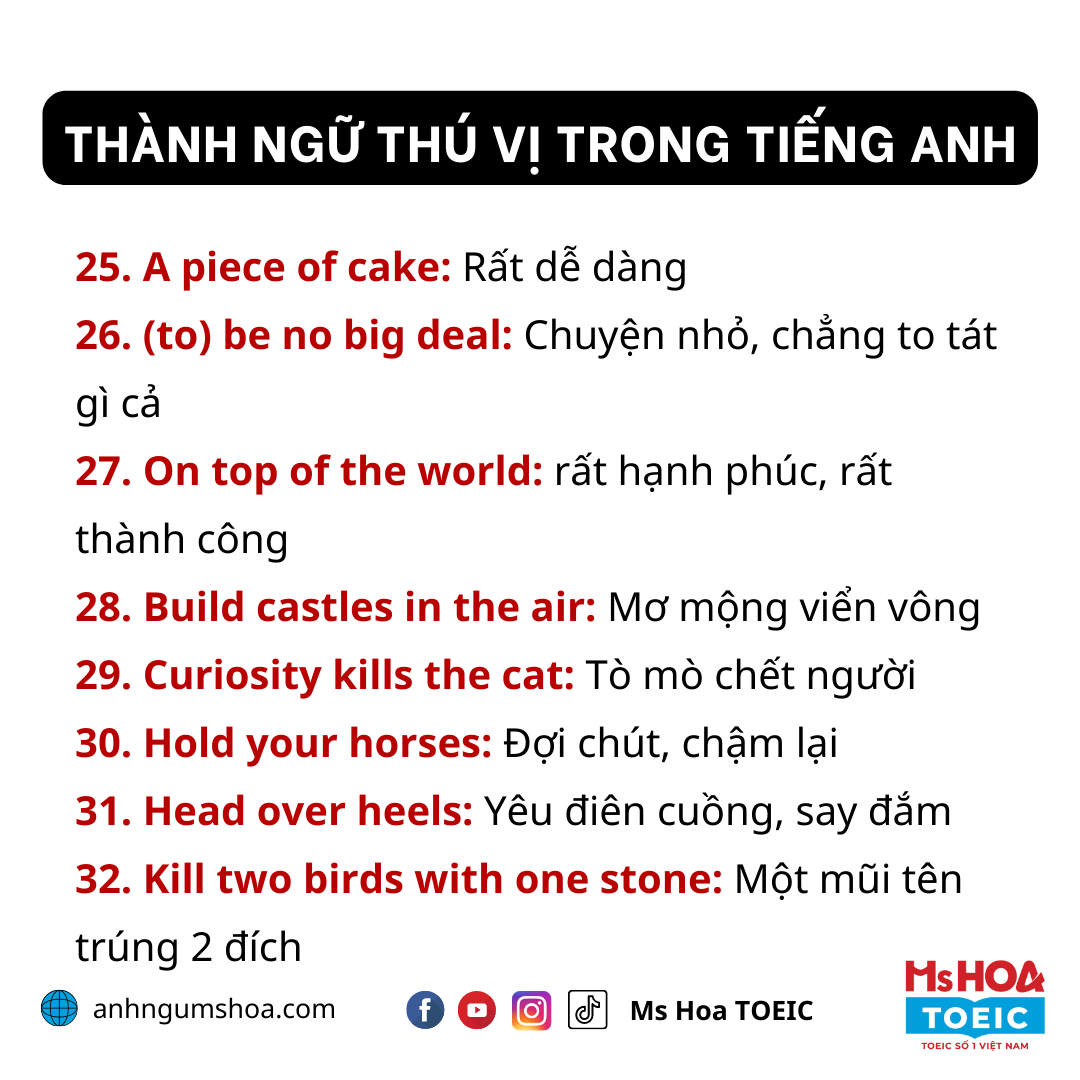 THÀNH NGỮ THÚ VỊ TRONG TIẾNG ANH
25. A piece of cake: Rất dễ dàng
26. (to) be no big deal: Chuyện nhỏ, chẳng to tát
gì cả
27. On top of the world: rất hạnh phúc, rất
thành công
28. Build castles in the air: Mơ mộng viển vông
29. Curiosity kills the cat: Tò mò chết người
30. Hold your horses: Đợi chút, chậm lại
31. Head over heels: Yêu điên cuồng, say đắm
32. Kill two birds with one stone: Một mũi tên
trúng 2 đích
anhngumshoa.com
Ms Hoa TOEIC
Ms HOA
TOEIC
TOEIC SỐ 1 VIỆT NAM